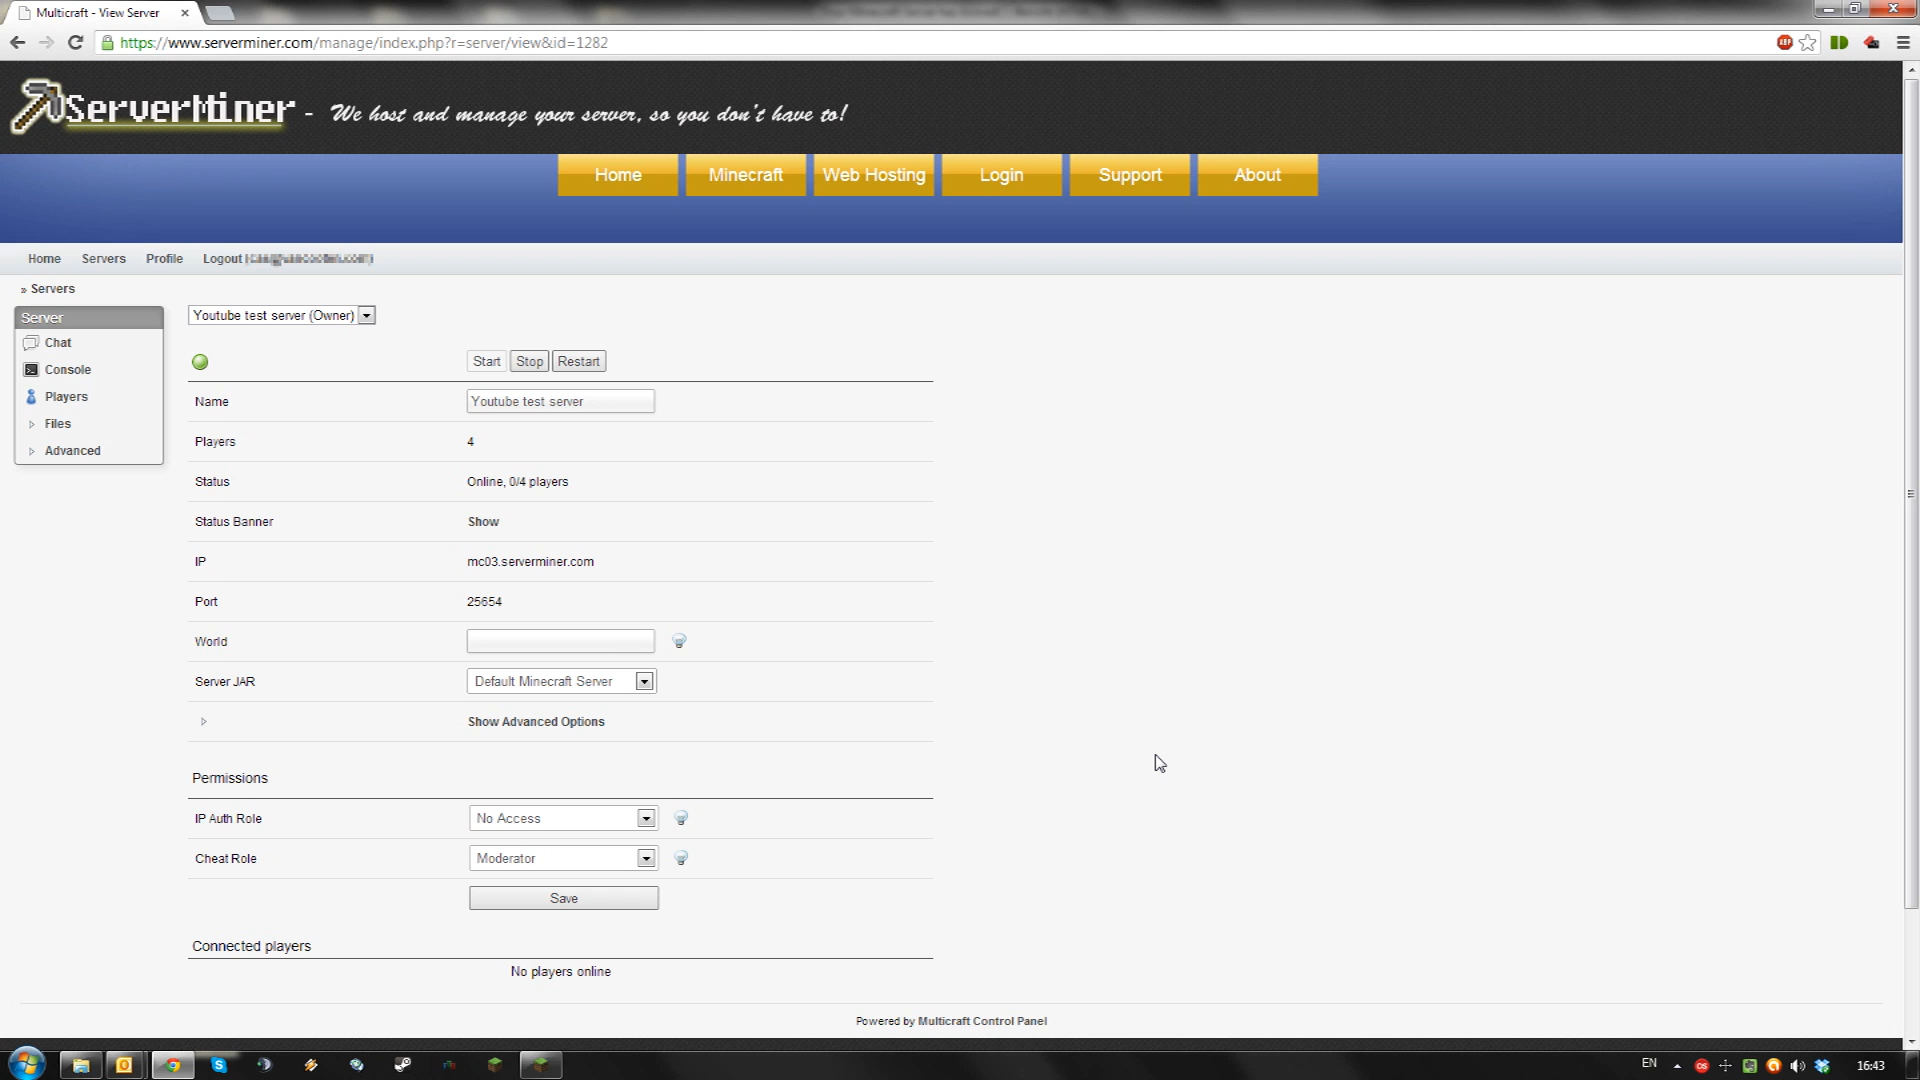 Multicraft - View Server
https://www.serverminer.com/manage/index.php?r=server/view&id=1282
ServerMiner - We host and manage your server, so you don't have to!
Home Minecraft Web Hosting Login Support About
Home Servers Profile Logout
» Servers
Server
Chat
Console
Players
Files
Advanced
Youtube test server (Owner)
Start Stop Restart
Name Youtube test server
Players 4
Status Online, 0/4 players
Status Banner Show
IP mc03.serverminer.com
Port 25654
World
Server JAR Default Minecraft Server
Show Advanced Options
Permissions
IP Auth Role No Access
Cheat Role Moderator
Save
Connected players
No players online
Powered by Multicraft Control Panel
EN 16:43